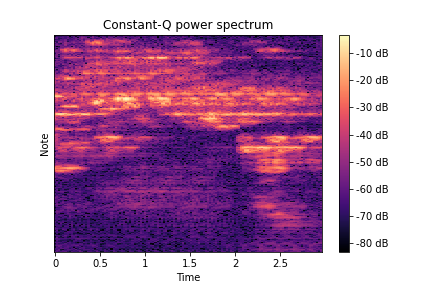 Constant-Q power spectrum
Note
-10 dB
-20 dB
-30 dB
-40 dB
-50 dB
-60 dB
-70 dB
-80 dB
0 0.5 1 1.5 2 2.5
Time